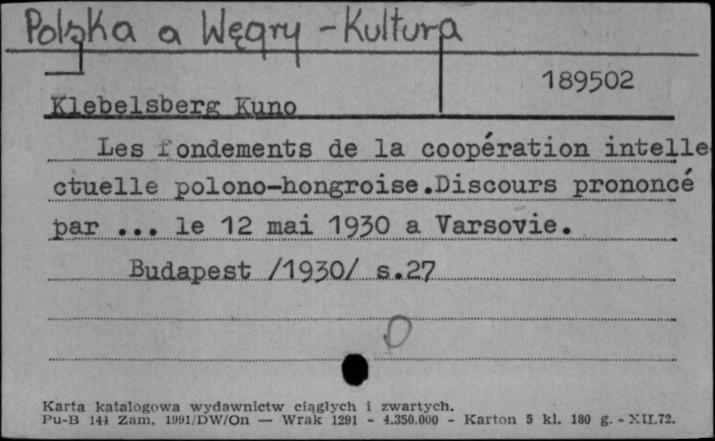 Polska a Węgry - Kultura
189502
Klebelsberg Kuno
Les fondements de la coopération intelle
ctuelle polono-hongroise.Discours prononcé
par ... le 12 mai 1930 a Varsovie.
Budapest /1930/ s.27
Karta katalogowa wydawnictw ciągłych i zwartych.
Pu-B 144 Zam. 1991/DW/On — Wrak 1291 - 4.350.000 - Karton 5 kl. 180 g. - XII.72.